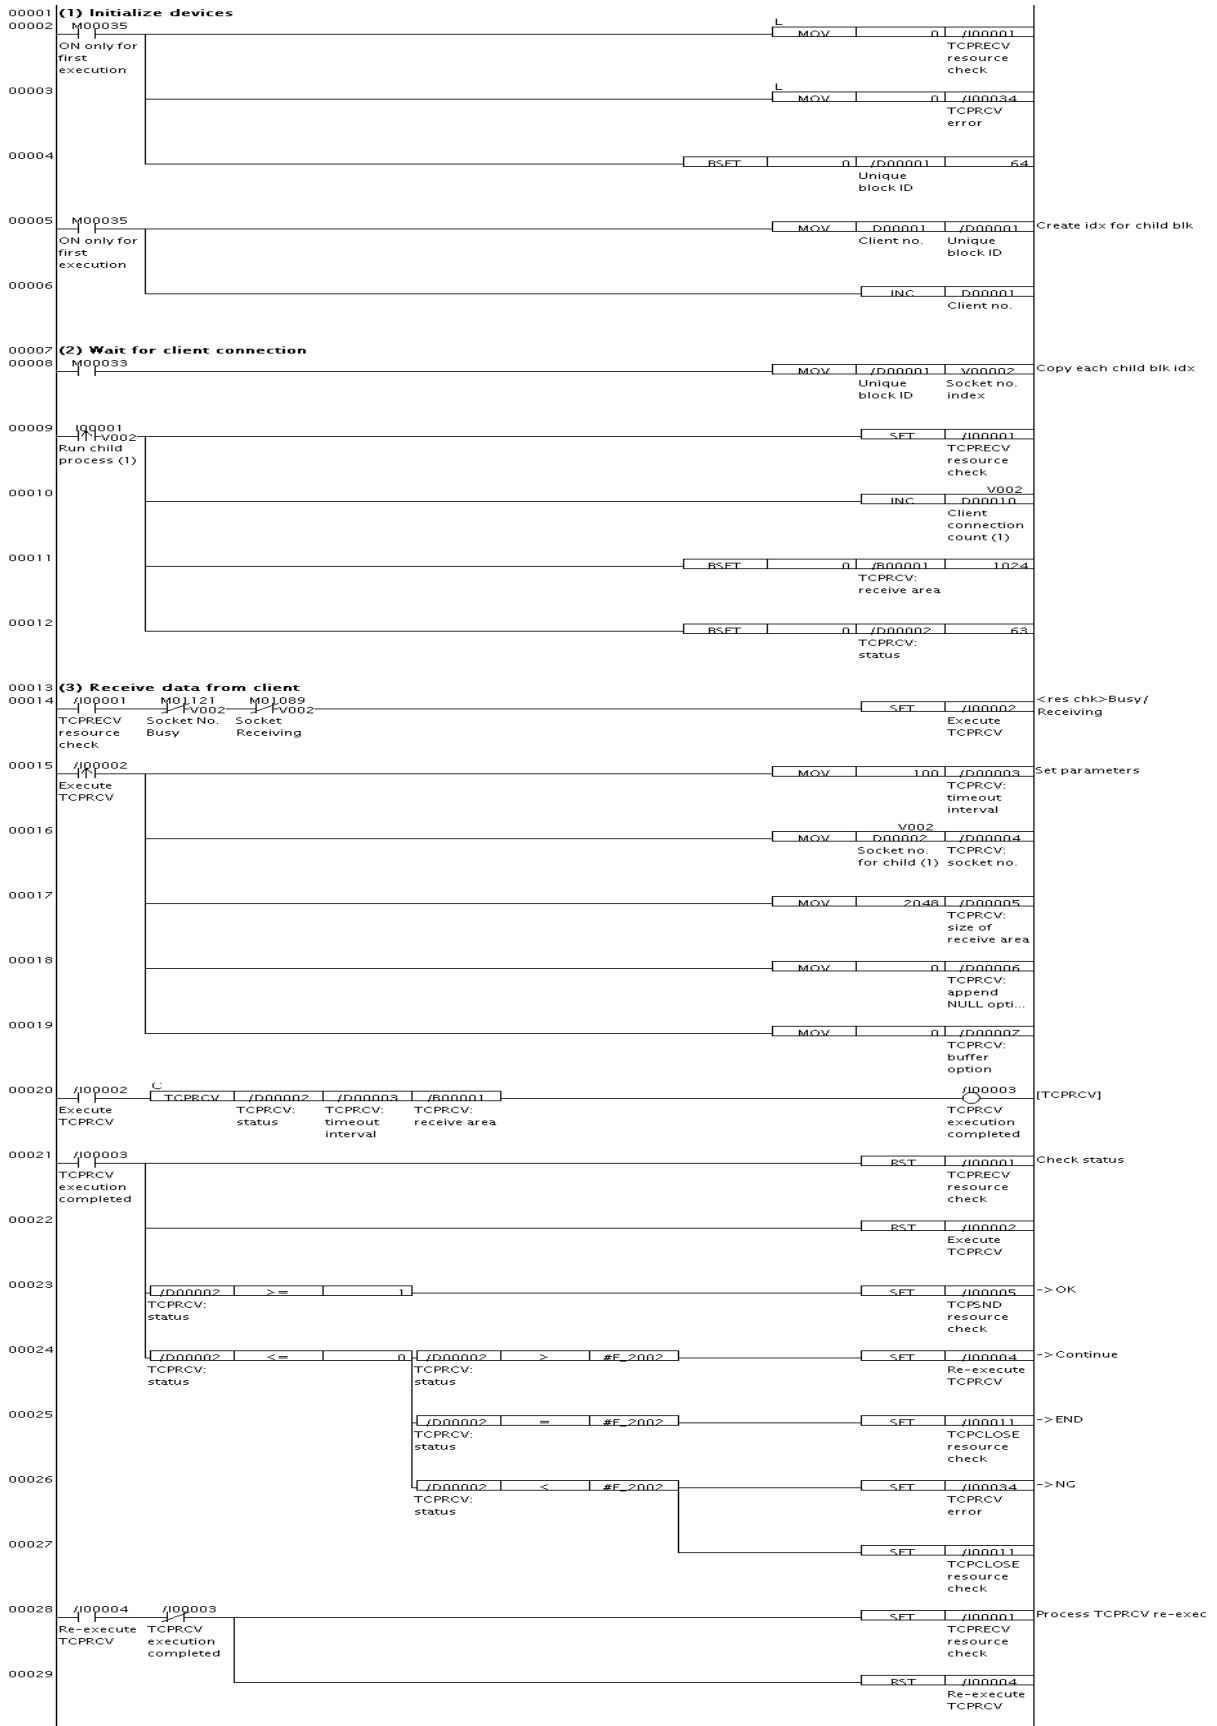 00001 (1) Initialize devices
00002 M00035 L MOV 0 /I00001
ON only for first execution TCPRECV resource check
00003 L MOV 0 /I00034
TCPRCV error
00004 BSET 0 /D00001 64
Unique block ID
00005 M00035 MOV D00001 /D00001 Create idx for child blk
ON only for first execution Client no. Unique block ID
00006 INC D00001
Client no.
00007 (2) Wait for client connection
00008 M00033 MOV /D00001 V00002 Copy each child blk idx
Unique block ID Socket no. index
00009 I00001 V002 SET /I00001
Run child process (1) TCPRECV resource check
00010 V002 INC D00010
Client connection count (1)
00011 BSET 0 /B00001 1024
TCPRCV: receive area
00012 BSET 0 /D00002 63
TCPRCV: status
00013 (3) Receive data from client
00014 /I00001 M01121 V002 M01089 V002 SET /I00002 <res chk>Busy/Receiving
TCPRECV resource check Socket No. Busy Socket Receiving Execute TCPRCV
00015 /I00002 MOV 100 /D00003 Set parameters
Execute TCPRCV TCPRCV: timeout interval
00016 V002 MOV D00002 /D00004
Socket no. for child (1) TCPRCV: socket no.
00017 MOV 2048 /D00005
TCPRCV: size of receive area
00018 MOV 0 /D00006
TCPRCV: append NULL opti...
00019 MOV 0 /D00007
TCPRCV: buffer option
00020 /I00002 C TCPRCV /D00002 /D00003 /B00001 /I00003 [TCPRCV]
Execute TCPRCV TCPRCV: status TCPRCV: timeout interval TCPRCV: receive area TCPRCV execution completed
00021 /I00003 RST /I00001 Check status
TCPRCV execution completed TCPRECV resource check
00022 RST /I00002
Execute TCPRCV
00023 /D00002 >= 1 SET /I00005 ->OK
TCPRCV: status TCPSND resource check
00024 /D00002 <= 0 /D00002 > #F_2002 SET /I00004 ->Continue
TCPRCV: status TCPRCV: status Re-execute TCPRCV
00025 /D00002 = #F_2002 SET /I00011 ->END
TCPRCV: status TCPCLOSE resource check
00026 /D00002 < #F_2002 SET /I00034 ->NG
TCPRCV: status TCPRCV error
00027 SET /I00011
TCPCLOSE resource check
00028 /I00004 /I00003 SET /I00001 Process TCPRCV re-exec
Re-execute TCPRCV TCPRCV execution completed TCPRECV resource check
00029 RST /I00004
Re-execute TCPRCV